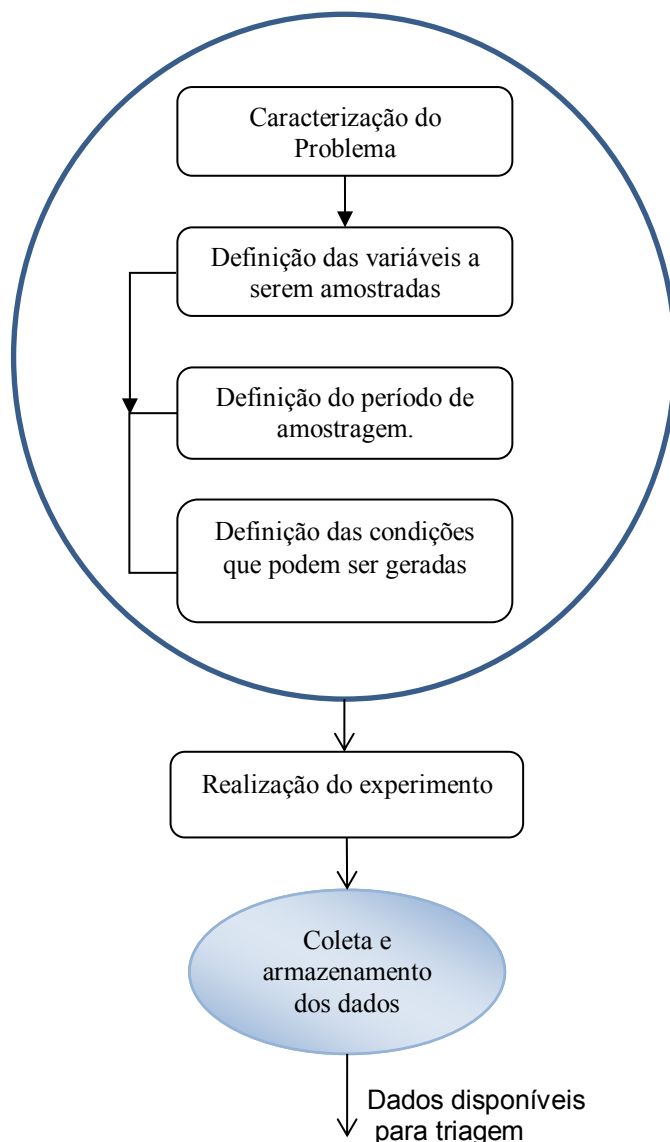 Caracterização do
Problema
Definição das variáveis a
serem amostradas
Definição do período de
amostragem.
Definição das condições
que podem ser geradas
Realização do experimento
Coleta e
armazenamento
dos dados
Dados disponíveis
para triagem